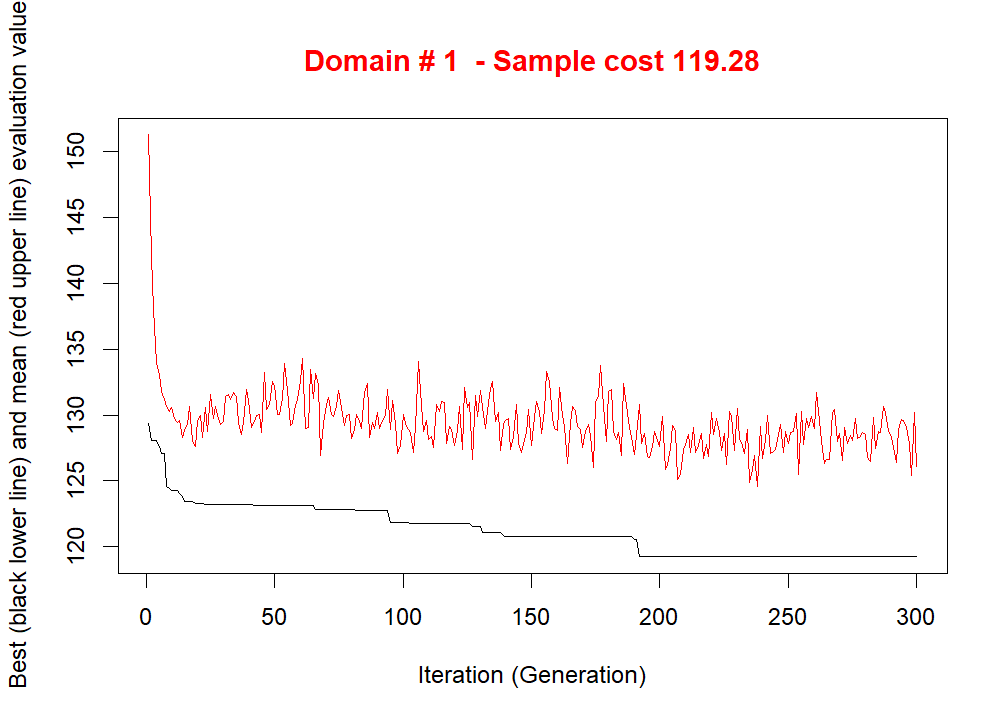 Domain # 1  - Sample cost 119.28
Best (black lower line) and mean (red upper line) evaluation value
150
145
140
135
130
125
120
0 50 100 150 200 250 300
Iteration (Generation)